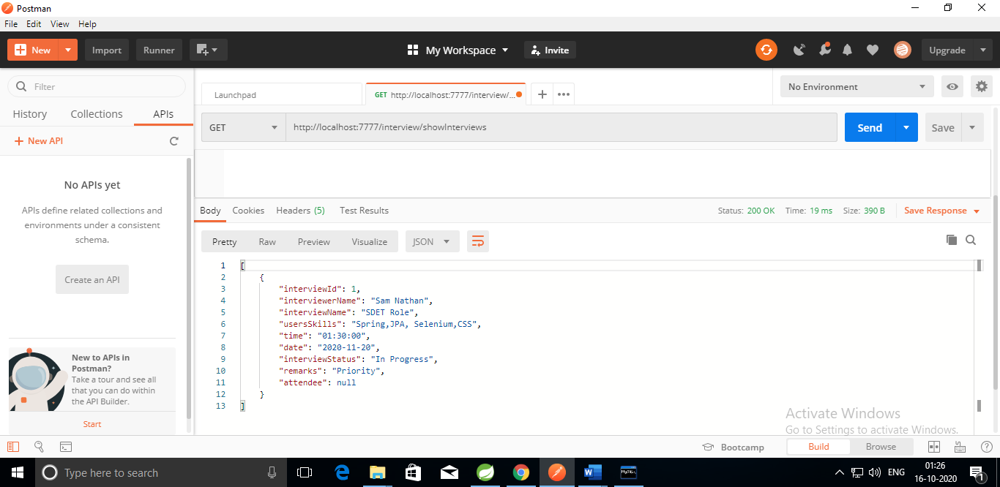 Postman
File Edit View Help
New Import Runner My Workspace Invite Upgrade
Filter
History Collections APIs
New API
No APIs yet
APIs define related collections and
environments under a consistent
schema.
Create an API
New to APIs in
Postman?
Take a tour and see all
that you can do within
the API Builder.
Start
Launchpad
GET http://localhost:7777/interview/...
No Environment
GET http://localhost:7777/interview/showInterviews Send Save
Body Cookies Headers (5) Test Results
Status: 200 OK Time: 19 ms Size: 390 B Save Response
Pretty Raw Preview Visualize JSON
1 [
2 {
3 "interviewId": 1,
4 "interviewerName": "Sam Nathan",
5 "interviewName": "SDET Role",
6 "usersSkills": "Spring,JPA, Selenium,CSS",
7 "time": "01:30:00",
8 "date": "2020-11-20",
9 "interviewStatus": "In Progress",
10 "remarks": "Priority",
11 "attendee": null
12 }
13 ]
Activate Windows
Go to Settings to activate Windows.
Bootcamp Build Browse
Type here to search
W
MySQL
ENG
01:26
16-10-2020
1